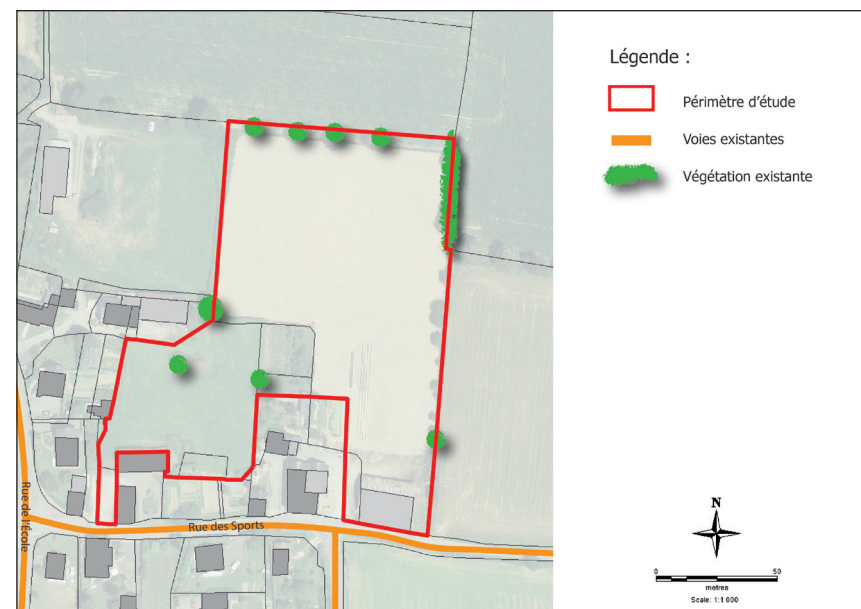 Légende :
Périmètre d'étude
Voies existantes
Végétation existante
Rue de l'École
Rue des Sports
N
0 50
metres
Scale: 1:1 000